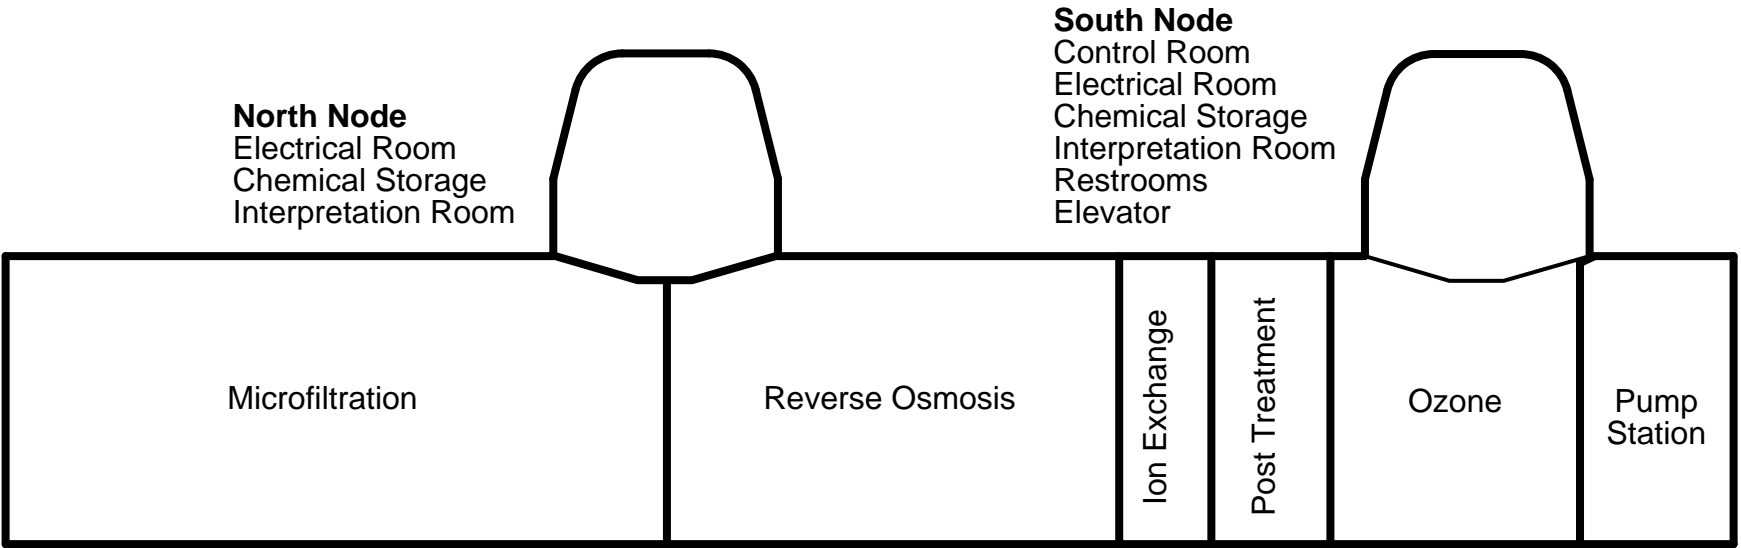 South Node
Control Room
Electrical Room
Chemical Storage
Interpretation Room
Restrooms
Elevator
North Node
Electrical Room
Chemical Storage
Interpretation Room
Microfiltration
Reverse Osmosis
Ion Exchange
Post Treatment
Ozone
Pump
Station